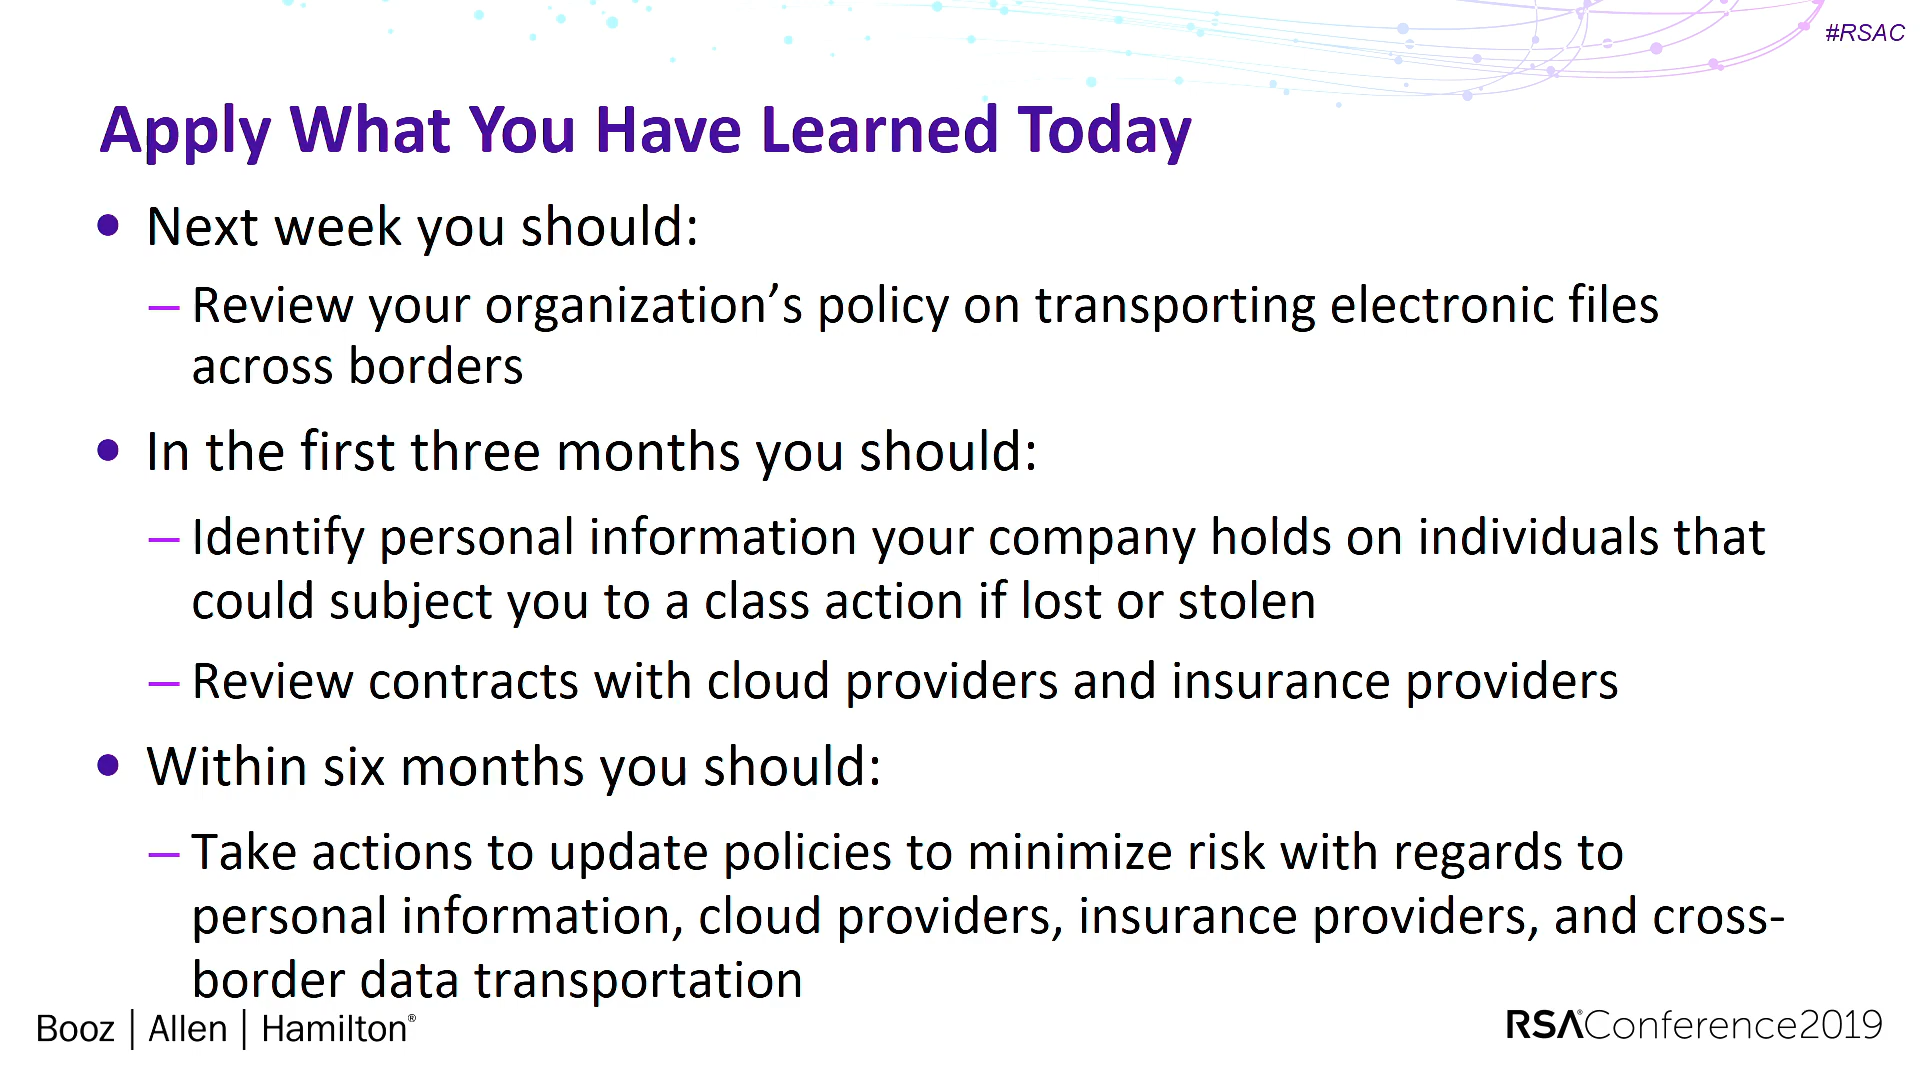 #RSAC
Apply What You Have Learned Today
• Next week you should:
– Review your organization’s policy on transporting electronic files
across borders
• In the first three months you should:
– Identify personal information your company holds on individuals that
could subject you to a class action if lost or stolen
– Review contracts with cloud providers and insurance providers
• Within six months you should:
– Take actions to update policies to minimize risk with regards to
personal information, cloud providers, insurance providers, and cross-
border data transportation
Booz | Allen | Hamilton®
RSA®Conference2019